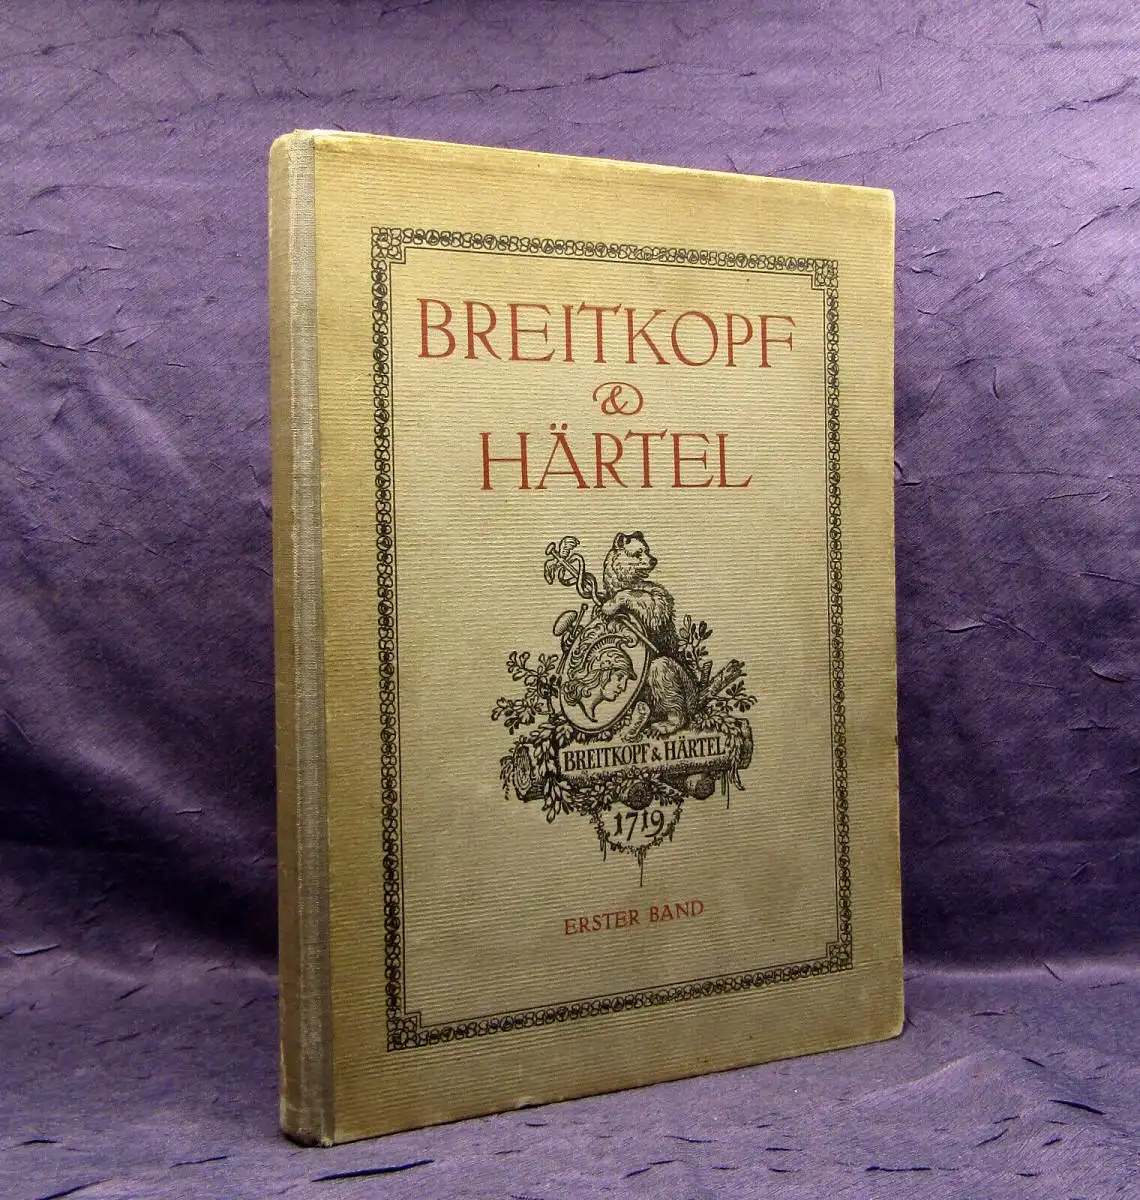 BREITKOPF
&
HÄRTEL
BREITKOPF & HÄRTEL
1719
ERSTER BAND